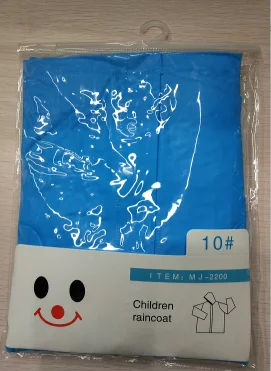 10#
ITEM: MJ-2200
Children
raincoat